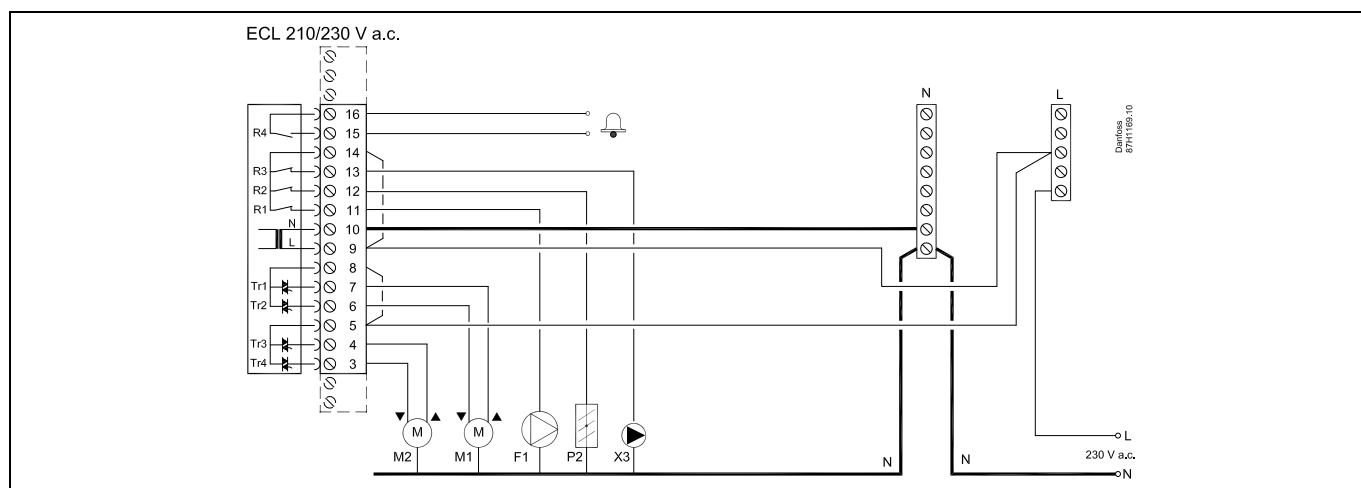 ECL 210/230 V a.c.
N
L
Danfoss
87H1169.10
16
R4
15
14
R3
13
R2
12
R1
11
N
10
L
9
8
Tr1
7
Tr2
6
5
Tr3
4
Tr4
3
M
M
M2
M1
F1
P2
X3
N
N
L
230 V a.c.
N